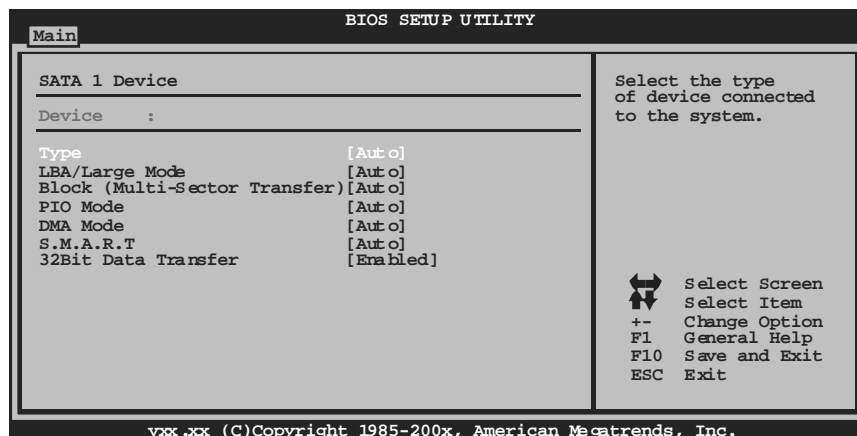 BIOS SETUP UTILITY
Main
SATA 1 Device
Device :
Type [Auto]
LBA/Large Mode [Auto]
Block (Multi-Sector Transfer)[Auto]
PIO Mode [Auto]
DMA Mode [Auto]
S.M.A.R.T [Auto]
32Bit Data Transfer [Enabled]
Select the type
of device connected
to the system.
Select Screen
Select Item
+- Change Option
F1 General Help
F10 Save and Exit
ESC Exit
vxx.xx (C)Copyright 1985-200x, American Megatrends, Inc.